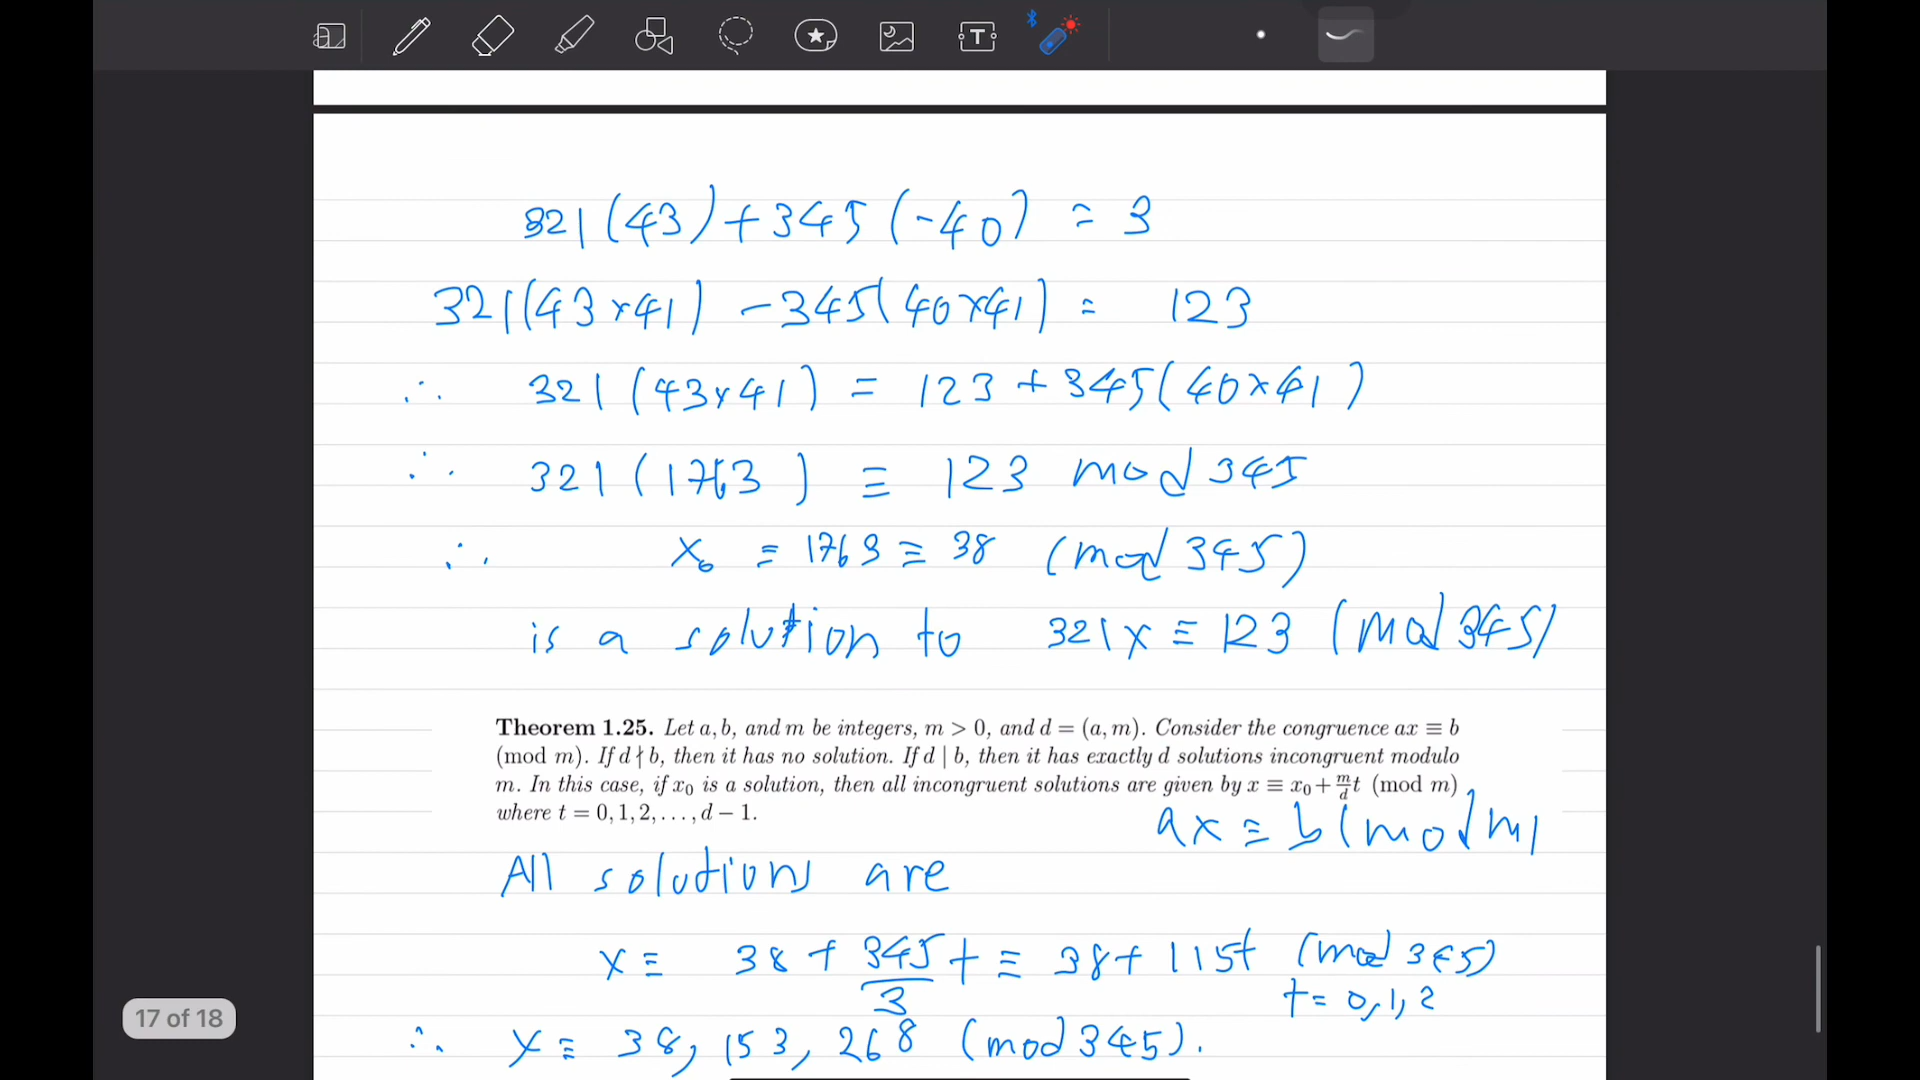 T
321(43)+345(-40) = 3
321(43×41) -345(40×41) = 123
∴ 321(43×41) = 123 + 345(40×41)
∴ 321(1763) ≡ 123 mod 345
∴ x₀ ≡ 1763 ≡ 38 (mod 345)
is a solution to 321x ≡ 123 (mod 345)
Theorem 1.25. Let a, b, and m be integers, m > 0, and d = (a, m). Consider the congruence ax ≡ b
(mod m). If d ∤ b, then it has no solution. If d | b, then it has exactly d solutions incongruent modulo
m. In this case, if x₀ is a solution, then all incongruent solutions are given by x ≡ x₀ + m/d t (mod m)
where t = 0, 1, 2, . . . , d − 1.
ax ≡ b(mod m)
All solutions are
x ≡ 38 + 345/3 t ≡ 38+115t (mod 345)
t = 0,1,2
∴ x ≡ 38, 153, 268 (mod 345).
17 of 18